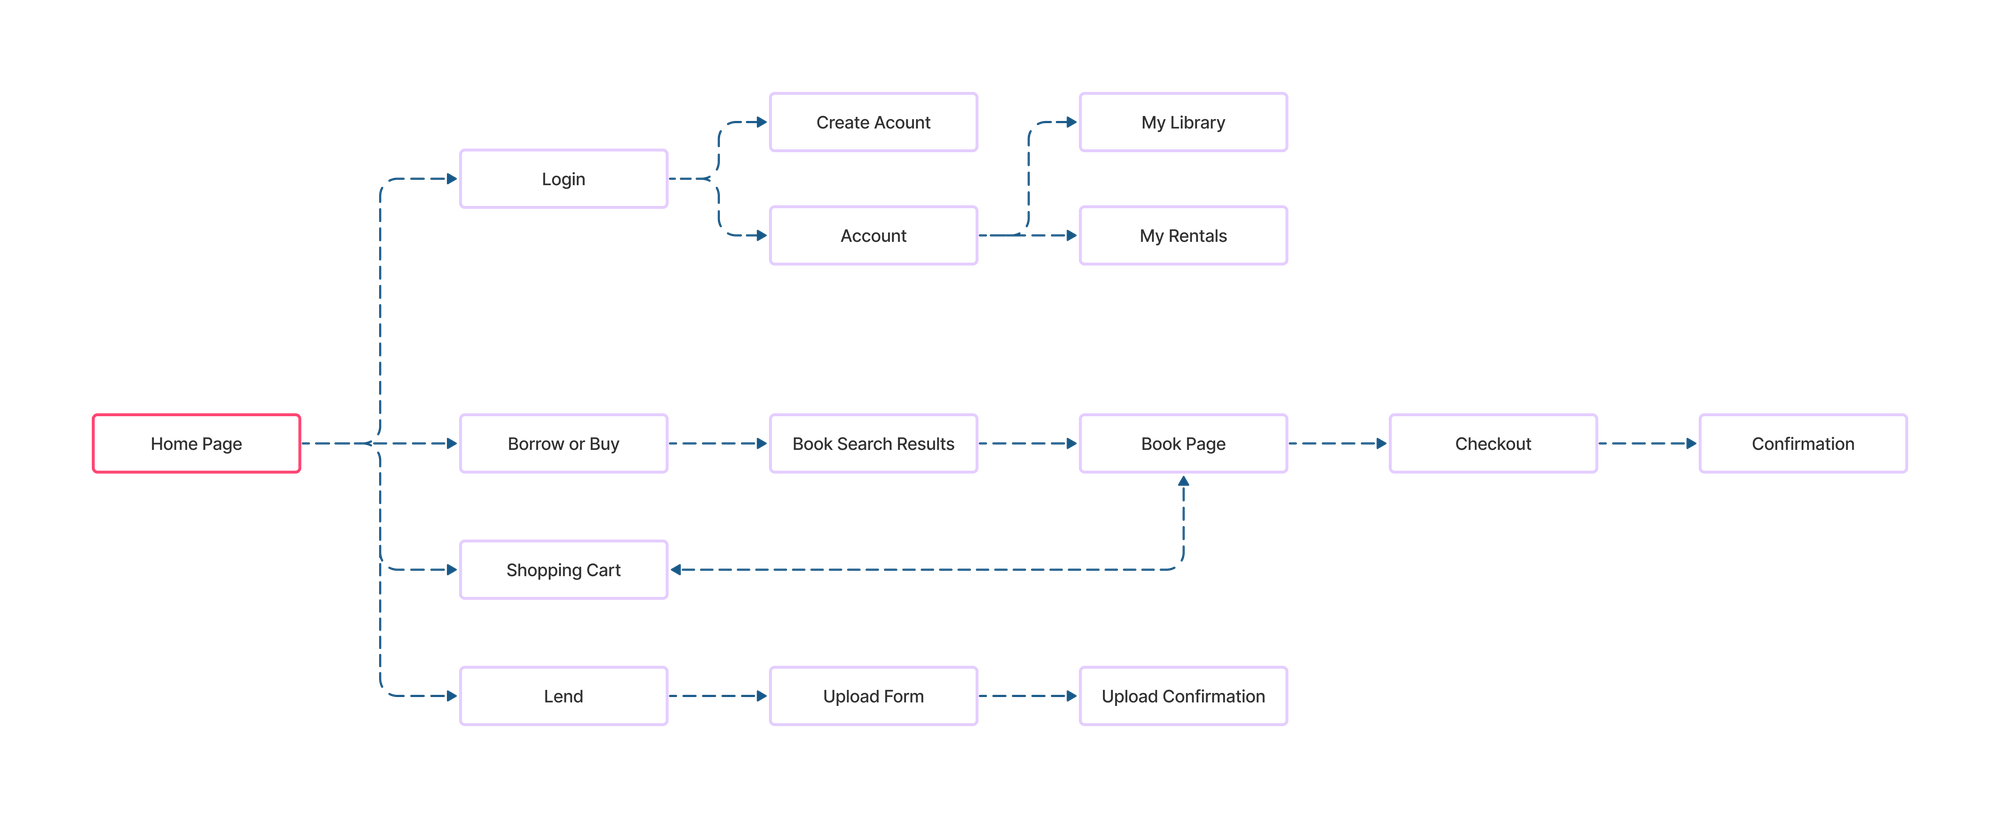 Create Acount
My Library
Login
Account
My Rentals
Home Page
Borrow or Buy
Book Search Results
Book Page
Checkout
Confirmation
Shopping Cart
Lend
Upload Form
Upload Confirmation